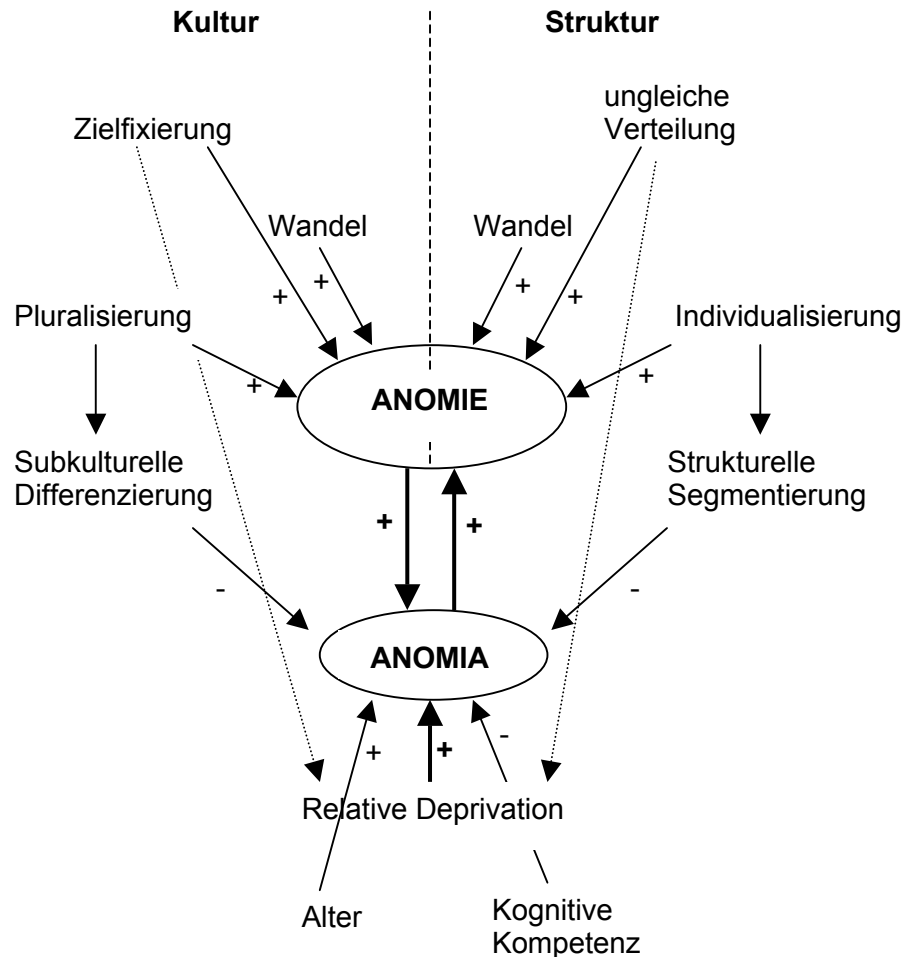 Kultur
Struktur
Zielfixierung
ungleiche
Verteilung
Wandel
Wandel
+
+
+
+
Pluralisierung
Individualisierung
+
+
ANOMIE
Subkulturelle
Differenzierung
Strukturelle
Segmentierung
+
+
-
-
ANOMIA
+
+
-
Relative Deprivation
Alter
Kognitive
Kompetenz